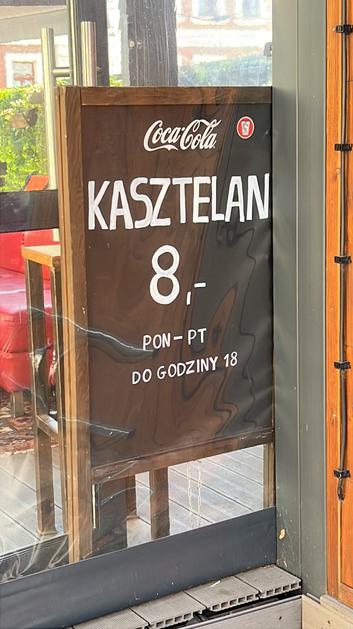 Coca-Cola
KASZTELAN
8,-
PON-PT
DO GODZINY 18